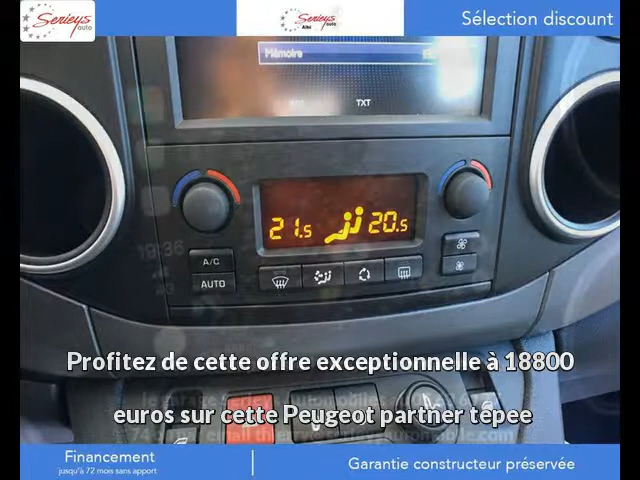 Serieys
auto
Serieys
auto
Albi
Sélection discount
Mémoire
TXT
21.5
20.5
A/C
AUTO
Profitez de cette offre exceptionnelle à 18800
euros sur cette Peugeot partner tepee
Financement
jusqu'à 72 mois sans apport
Garantie constructeur préservée